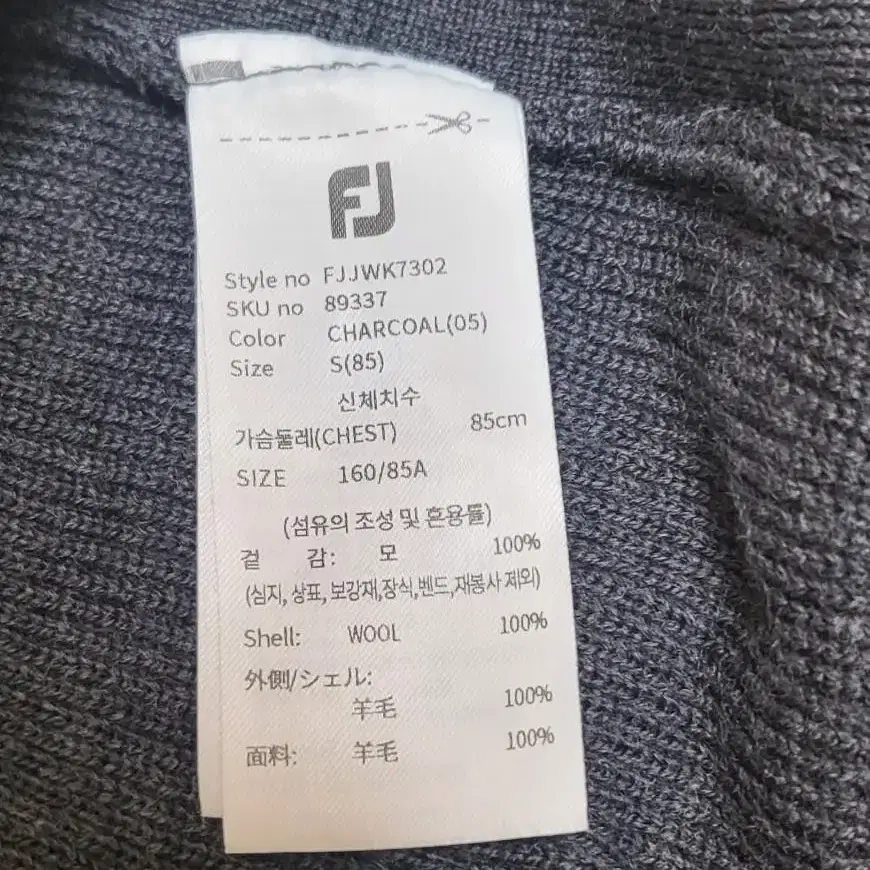 FJ
Style no FJJWK7302
SKU no 89337
Color CHARCOAL(05)
Size S(85)
신체치수
가슴둘레(CHEST) 85cm
SIZE 160/85A
(섬유의 조성 및 혼용률)
겉 감: 모 100%
(심지, 상표, 보강재,장식,벤드,재봉사 제외)
Shell: WOOL 100%
外側/シェル:
羊毛 100%
面料: 羊毛 100%